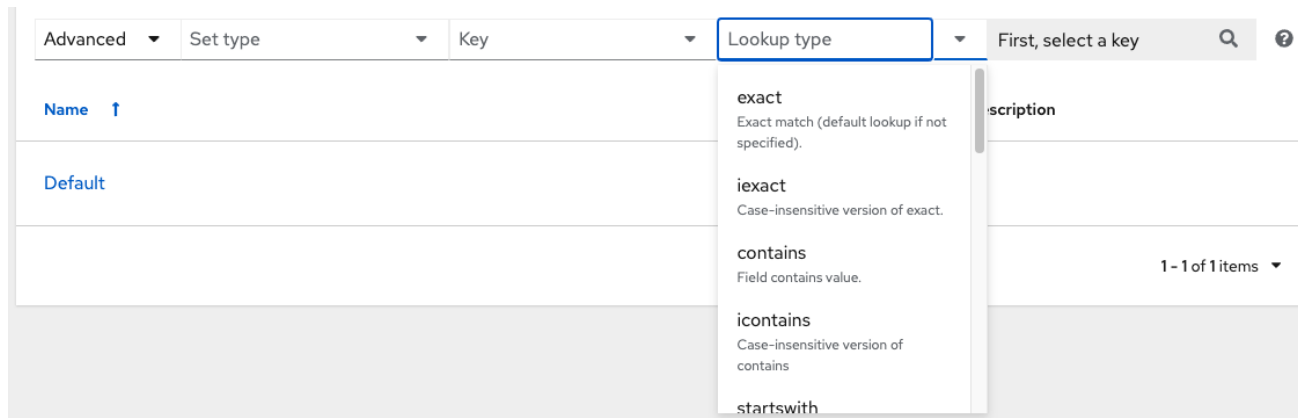 Advanced Set type Key Lookup type First, select a key
Name Description
exact
Exact match (default lookup if not
specified).
Default
iexact
Case-insensitive version of exact.
contains
Field contains value.
1 - 1 of 1 items
icontains
Case-insensitive version of
contains
startswith